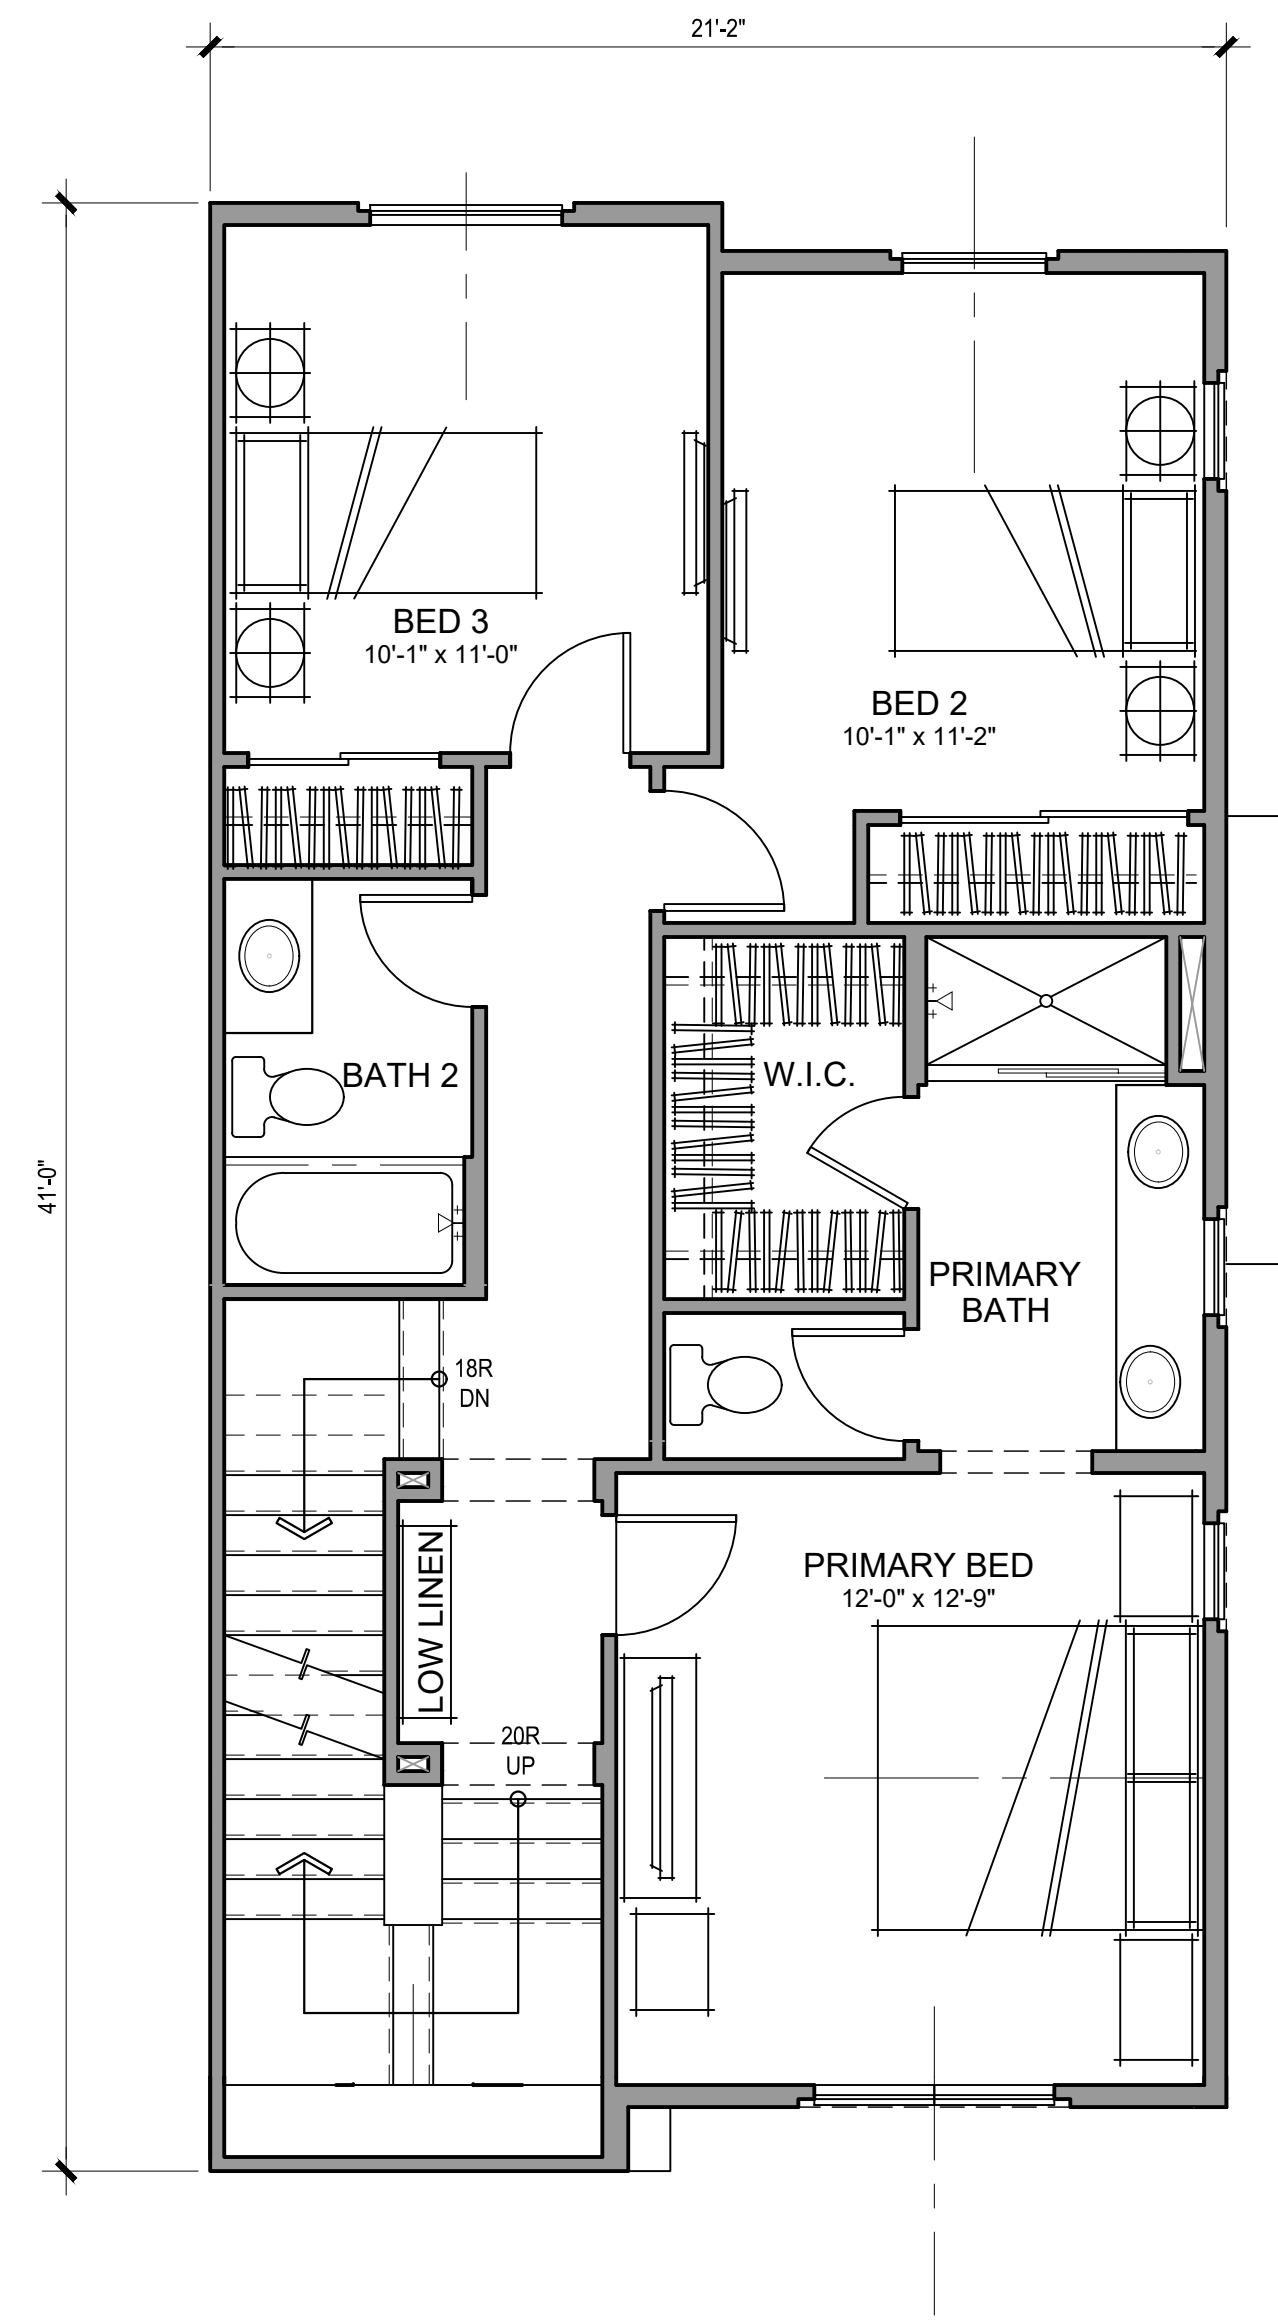 21'-2"
41'-0"
BED 3
10'-1" x 11'-0"
BED 2
10'-1" x 11'-2"
BATH 2
W.I.C.
PRIMARY
BATH
18R
DN
LOW LINEN
PRIMARY BED
12'-0" x 12'-9"
20R
UP